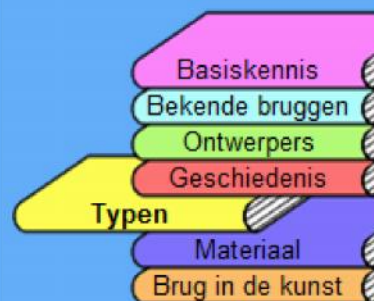 Basiskennis
Bekende bruggen
Ontwerpers
Geschiedenis
Typen
Materiaal
Brug in de kunst